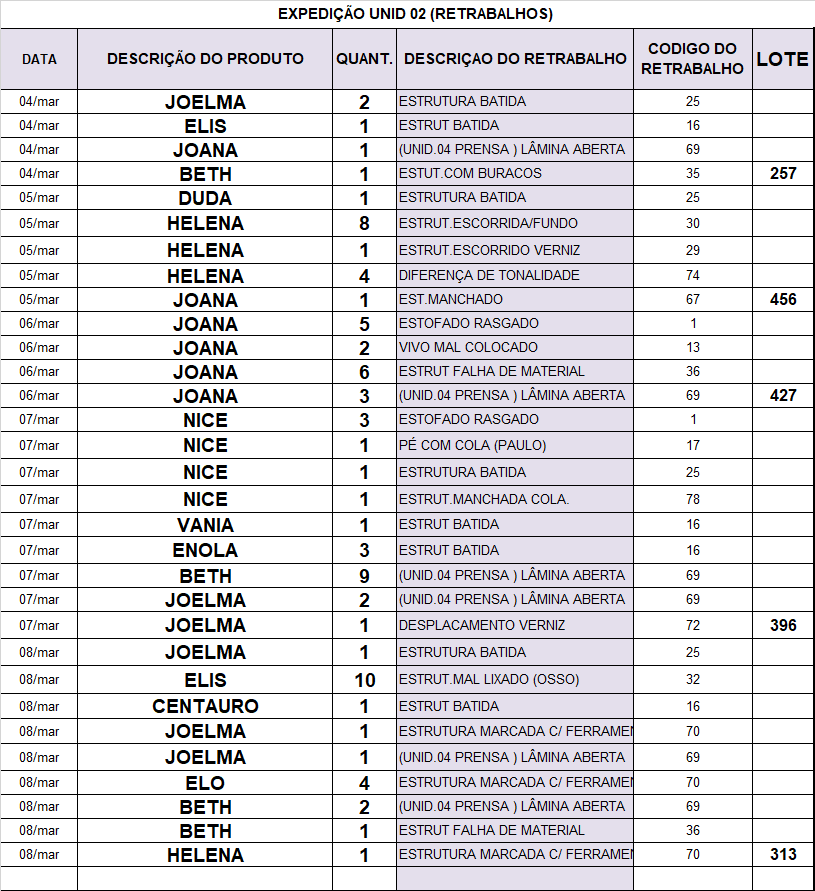 EXPEDIÇÃO UNID 02 (RETRABALHOS)
DATA DESCRIÇÃO DO PRODUTO QUANT. DESCRIÇAO DO RETRABALHO CODIGO DO RETRABALHO LOTE
04/mar JOELMA 2 ESTRUTURA BATIDA 25
04/mar ELIS 1 ESTRUT BATIDA 16
04/mar JOANA 1 (UNID.04 PRENSA ) LÂMINA ABERTA 69
04/mar BETH 1 ESTUT.COM BURACOS 35 257
05/mar DUDA 1 ESTRUTURA BATIDA 25
05/mar HELENA 8 ESTRUT.ESCORRIDA/FUNDO 30
05/mar HELENA 1 ESTRUT.ESCORRIDO VERNIZ 29
05/mar HELENA 4 DIFERENÇA DE TONALIDADE 74
05/mar JOANA 1 EST.MANCHADO 67 456
06/mar JOANA 5 ESTOFADO RASGADO 1
06/mar JOANA 2 VIVO MAL COLOCADO 13
06/mar JOANA 6 ESTRUT FALHA DE MATERIAL 36
06/mar JOANA 3 (UNID.04 PRENSA ) LÂMINA ABERTA 69 427
07/mar NICE 3 ESTOFADO RASGADO 1
07/mar NICE 1 PÉ COM COLA (PAULO) 17
07/mar NICE 1 ESTRUTURA BATIDA 25
07/mar NICE 1 ESTRUT.MANCHADA COLA. 78
07/mar VANIA 1 ESTRUT BATIDA 16
07/mar ENOLA 3 ESTRUT BATIDA 16
07/mar BETH 9 (UNID.04 PRENSA ) LÂMINA ABERTA 69
07/mar JOELMA 2 (UNID.04 PRENSA ) LÂMINA ABERTA 69
07/mar JOELMA 1 DESPLACAMENTO VERNIZ 72 396
08/mar JOELMA 1 ESTRUTURA BATIDA 25
08/mar ELIS 10 ESTRUT.MAL LIXADO (OSSO) 32
08/mar CENTAURO 1 ESTRUT BATIDA 16
08/mar JOELMA 1 ESTRUTURA MARCADA C/ FERRAMEN 70
08/mar JOELMA 1 (UNID.04 PRENSA ) LÂMINA ABERTA 69
08/mar ELO 4 ESTRUTURA MARCADA C/ FERRAMEN 70
08/mar BETH 2 (UNID.04 PRENSA ) LÂMINA ABERTA 69
08/mar BETH 1 ESTRUT FALHA DE MATERIAL 36
08/mar HELENA 1 ESTRUTURA MARCADA C/ FERRAMEN 70 313